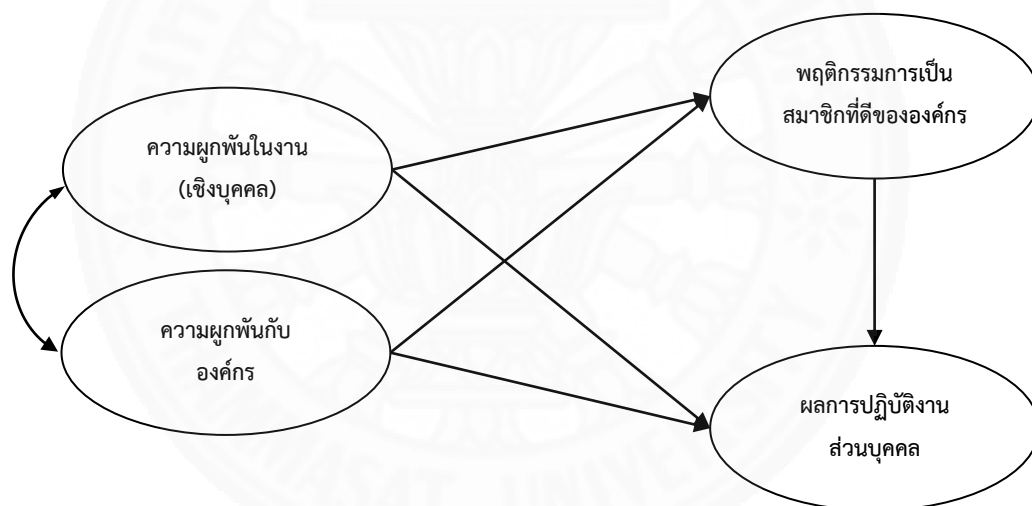 พฤติกรรมการเป็น
สมาชิกที่ดีขององค์กร
ความผูกพันในงาน
(เชิงบุคคล)
ความผูกพันกับ
องค์กร
ผลการปฏิบัติงาน
ส่วนบุคคล
UNIVERSITY